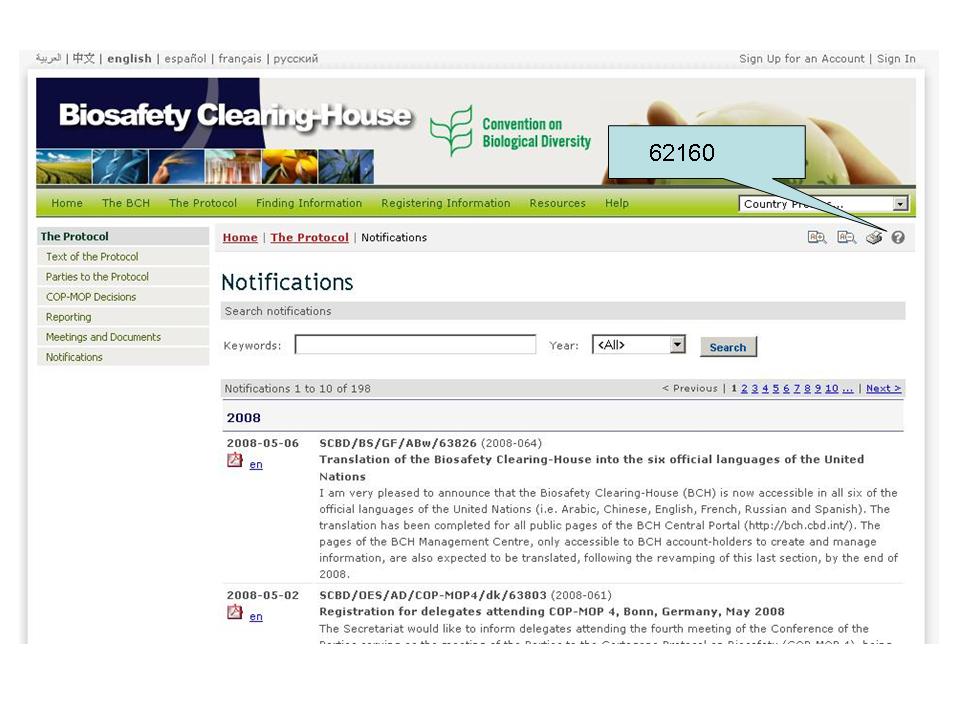 العربية | 中文 | english | español | français | русский
Sign Up for an Account | Sign In
Biosafety Clearing-House
Convention on
Biological Diversity
62160
Home The BCH The Protocol Finding Information Registering Information Resources Help
Country
The Protocol
Text of the Protocol
Parties to the Protocol
COP-MOP Decisions
Reporting
Meetings and Documents
Notifications
Home | The Protocol | Notifications
Notifications
Search notifications
Keywords: Year: <All> Search
Notifications 1 to 10 of 198 < Previous | 1 2 3 4 5 6 7 8 9 10 ... | Next >
2008
2008-05-06 SCBD/BS/GF/ABw/63826 (2008-064)
en
Translation of the Biosafety Clearing-House into the six official languages of the United
Nations
I am very pleased to announce that the Biosafety Clearing-House (BCH) is now accessible in all six of the
official languages of the United Nations (i.e. Arabic, Chinese, English, French, Russian and Spanish). The
translation has been completed for all public pages of the BCH Central Portal (http://bch.cbd.int/). The
pages of the BCH Management Centre, only accessible to BCH account-holders to create and manage
information, are also expected to be translated, following the revamping of this last section, by the end of
2008.
2008-05-02 SCBD/OES/AD/COP-MOP4/dk/63803 (2008-061)
en
Registration for delegates attending COP-MOP 4, Bonn, Germany, May 2008
The Secretariat would like to inform delegates attending the fourth meeting of the Conference of the